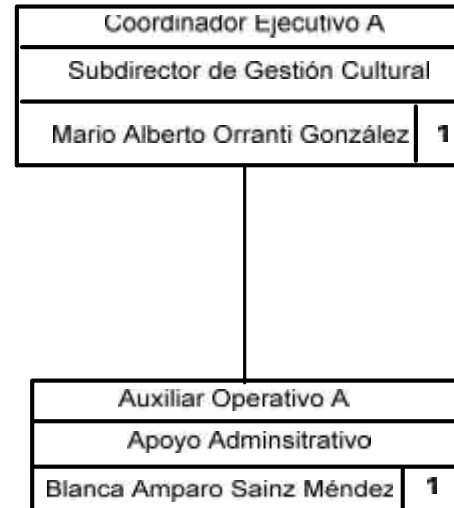 Coordinador Ejecutivo A
Subdirector de Gestión Cultural
Mario Alberto Orranti González 1
Auxiliar Operativo A
Apoyo Adminsitrativo
Blanca Amparo Sainz Méndez 1